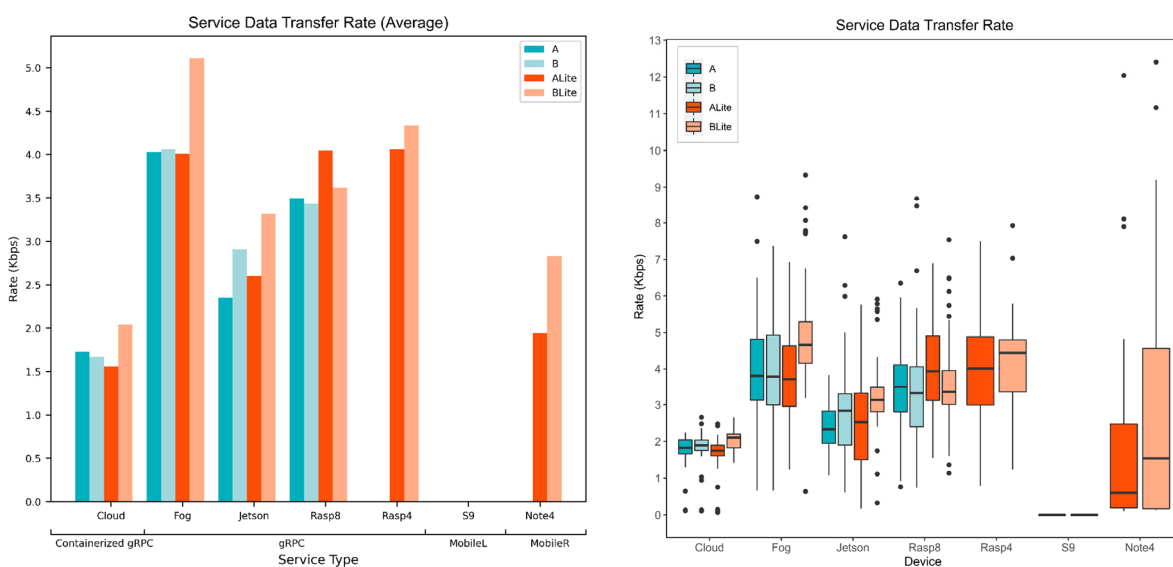 Service Data Transfer Rate (Average)
A
B
ALite
BLite
Rate (Kbps)
5.0
4.5
4.0
3.5
3.0
2.5
2.0
1.5
1.0
0.5
0.0
Cloud Fog Jetson Rasp8 Rasp4 S9 Note4
Containerized gRPC gRPC MobileL MobileR
Service Type
Service Data Transfer Rate
A
B
ALite
BLite
Rate (Kbps)
13
12
11
10
9
8
7
6
5
4
3
2
1
0
Cloud Fog Jetson Rasp8 Rasp4 S9 Note4
Device